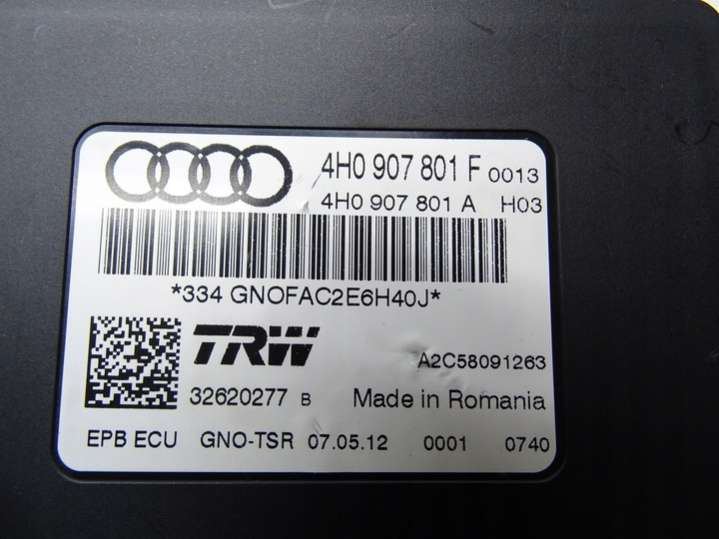 4H0 907 801 F 0013
4H0 907 801 A H03
*334 GNOFAC2E6H40J*
TRW A2C58091263
32620277 B Made in Romania
EPB ECU GNO-TSR 07.05.12 0001 0740